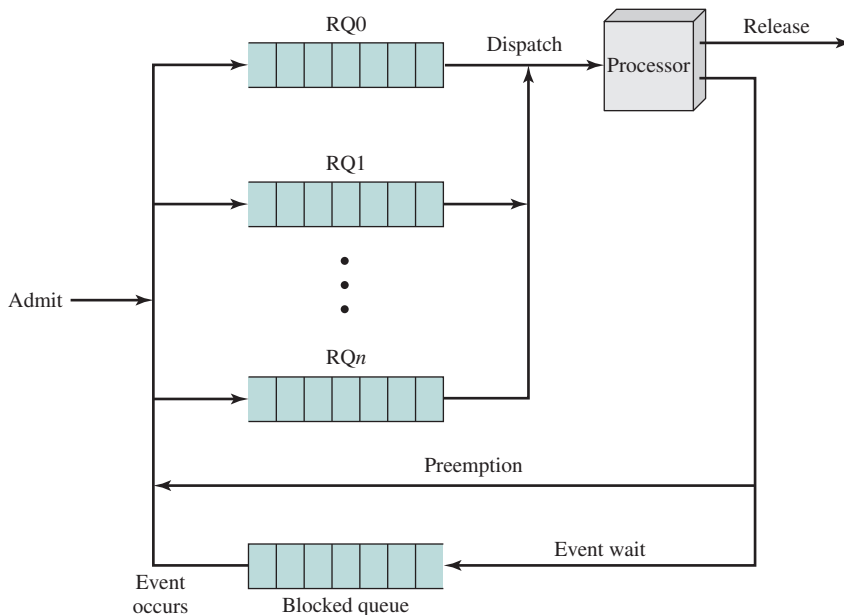 RQ0
Dispatch
Release
Processor
RQ1
Admit
RQn
Preemption
Event wait
Event
occurs
Blocked queue